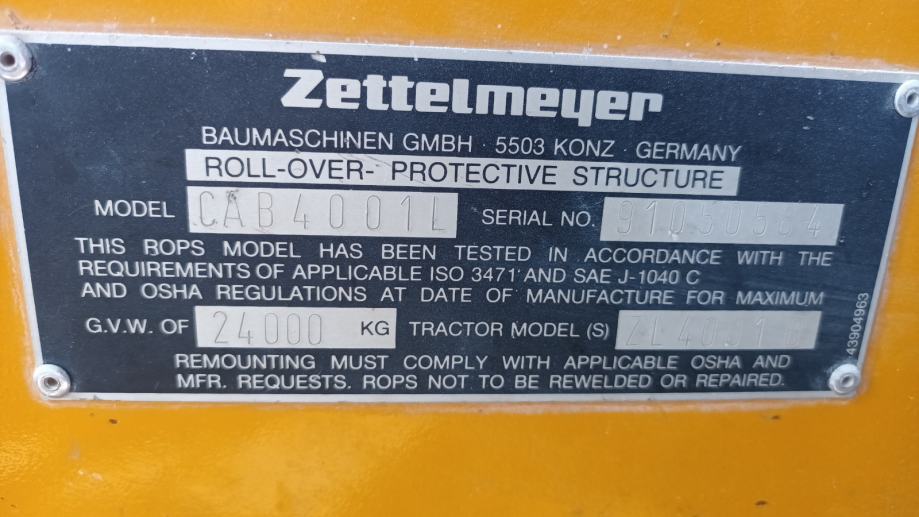 Zettelmeyer
BAUMASCHINEN GMBH · 5503 KONZ · GERMANY
ROLL-OVER- PROTECTIVE STRUCTURE
MODEL CAB4001L SERIAL NO.
THIS ROPS MODEL HAS BEEN TESTED IN ACCORDANCE WITH THE
REQUIREMENTS OF APPLICABLE ISO 3471 AND SAE J-1040 C
AND OSHA REGULATIONS AT DATE OF MANUFACTURE FOR MAXIMUM
G.V.W. OF 24000 KG TRACTOR MODEL (S)
REMOUNTING MUST COMPLY WITH APPLICABLE OSHA AND
MFR. REQUESTS. ROPS NOT TO BE REWELDED OR REPAIRED.
43904963